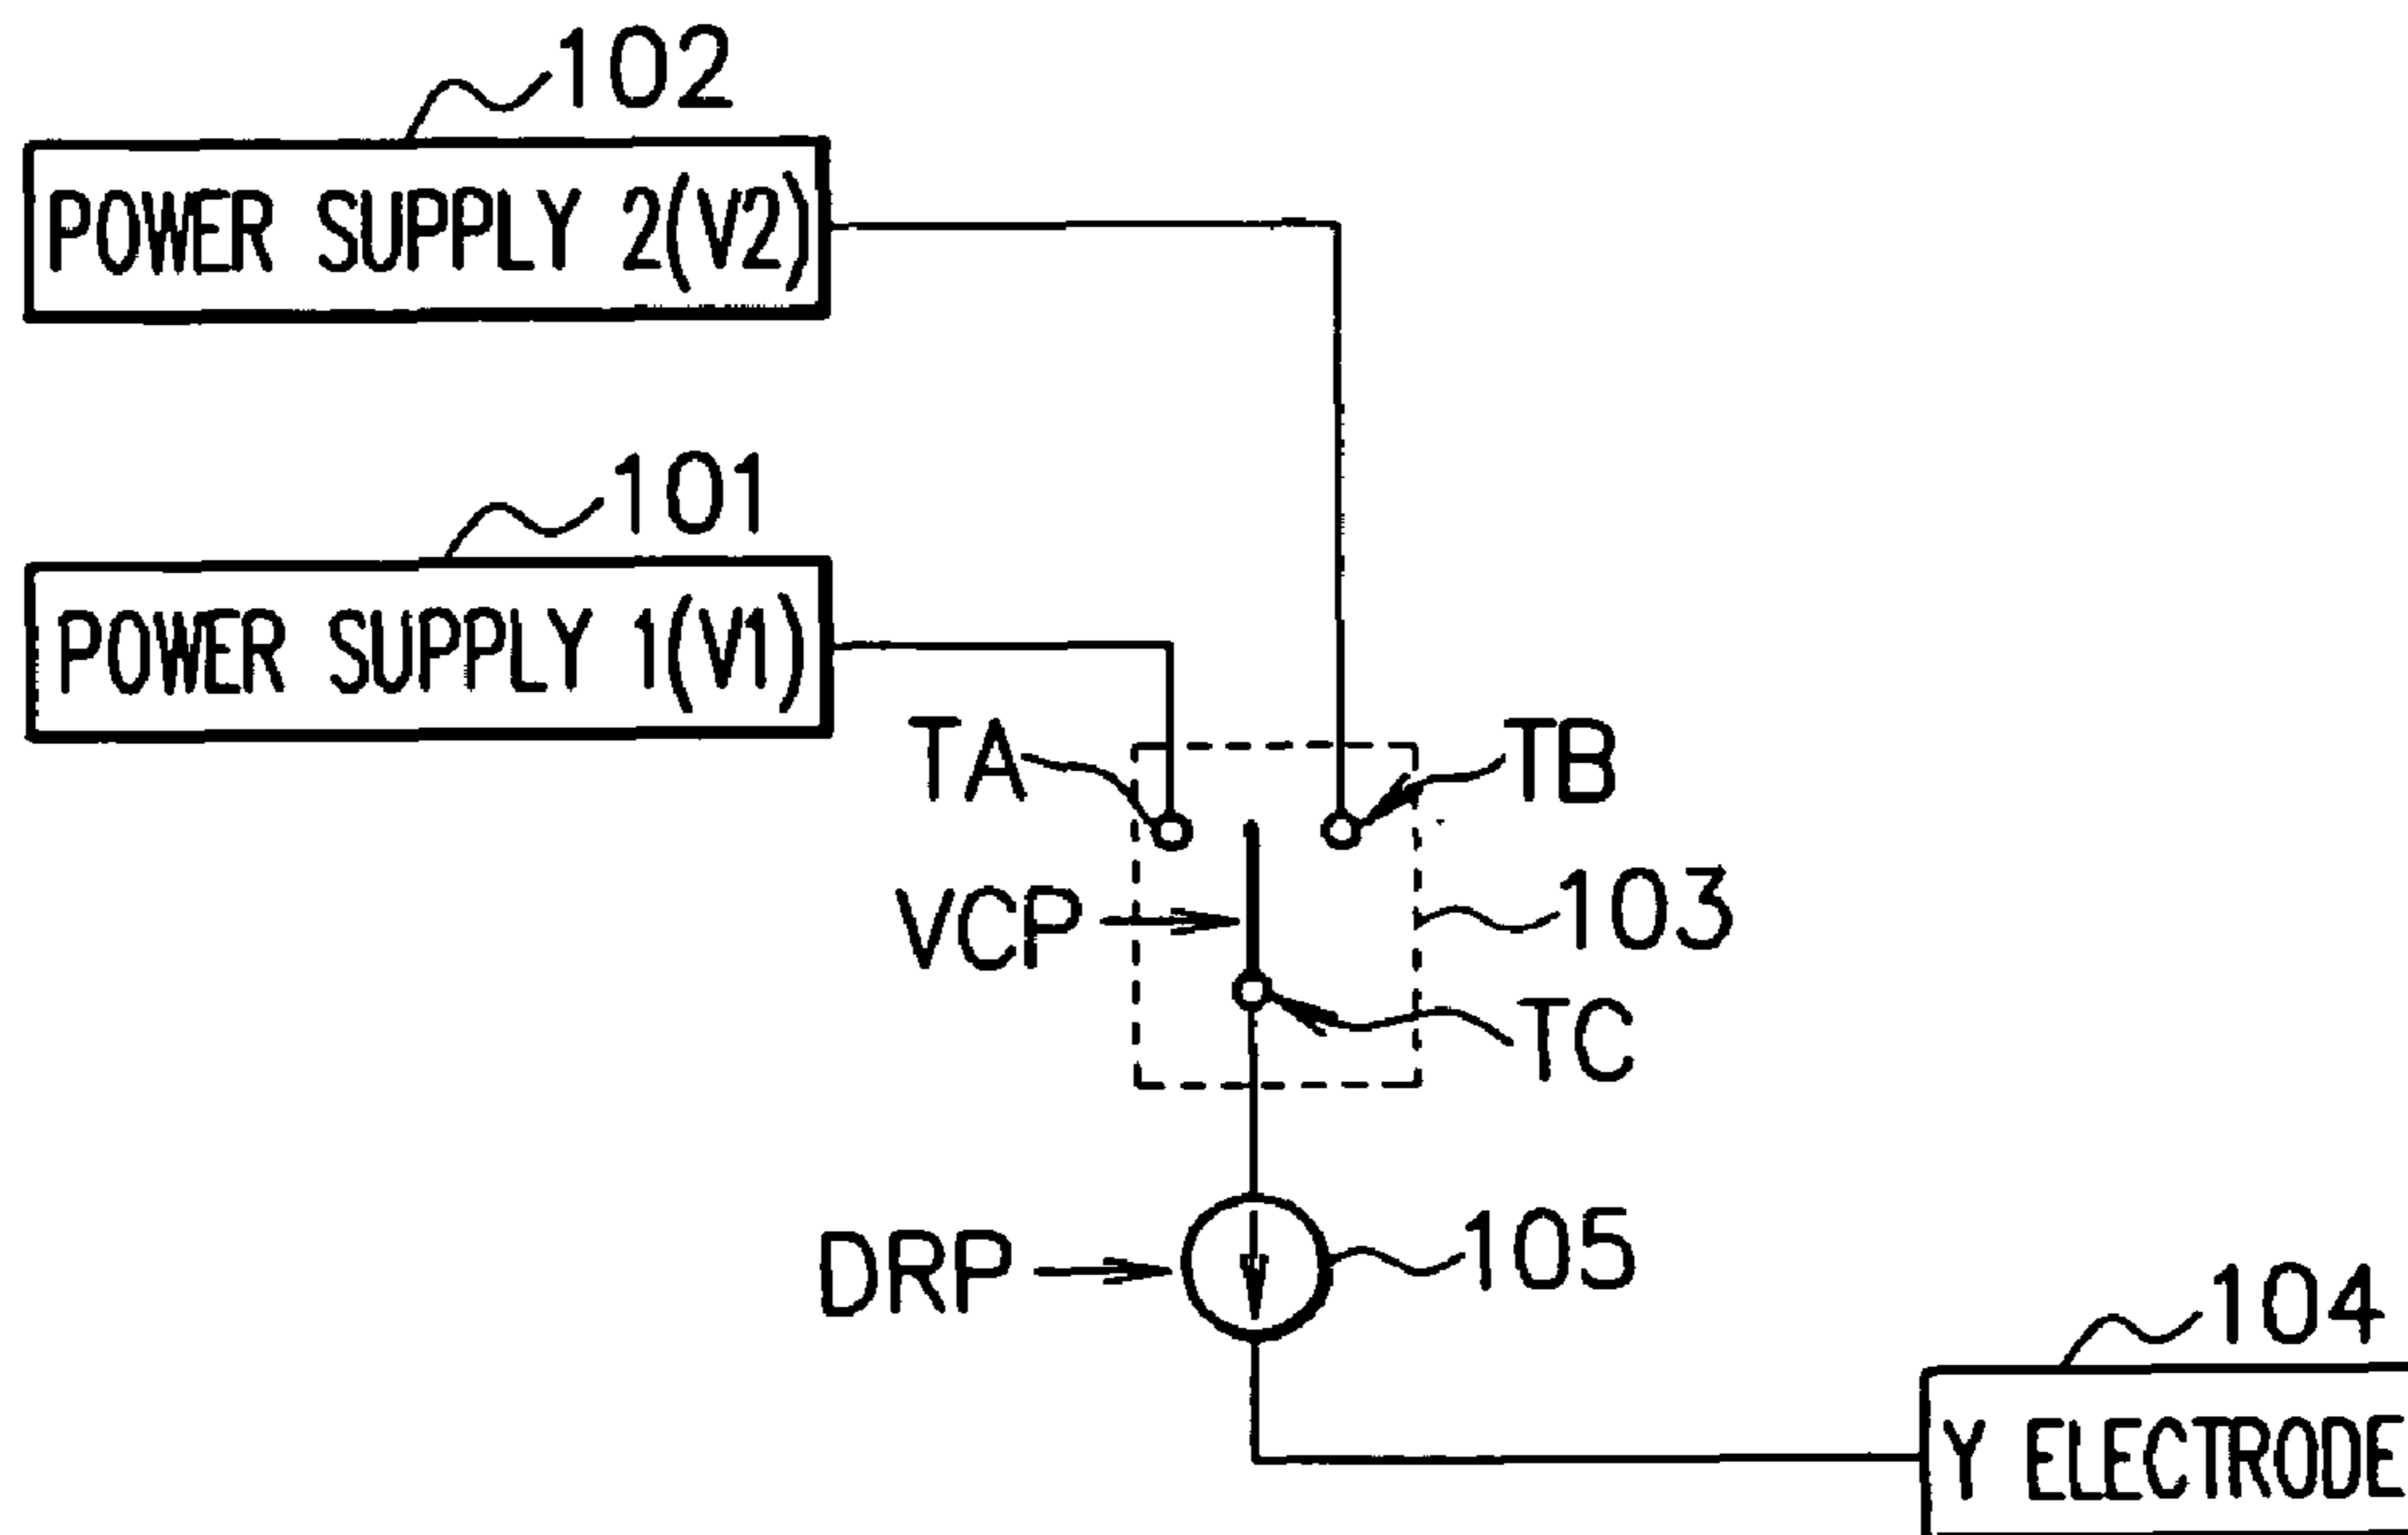 102
POWER SUPPLY 2(V2)
101
POWER SUPPLY 1(V1)
TA
TB
VCP
103
TC
DRP
105
104
Y ELECTRODE